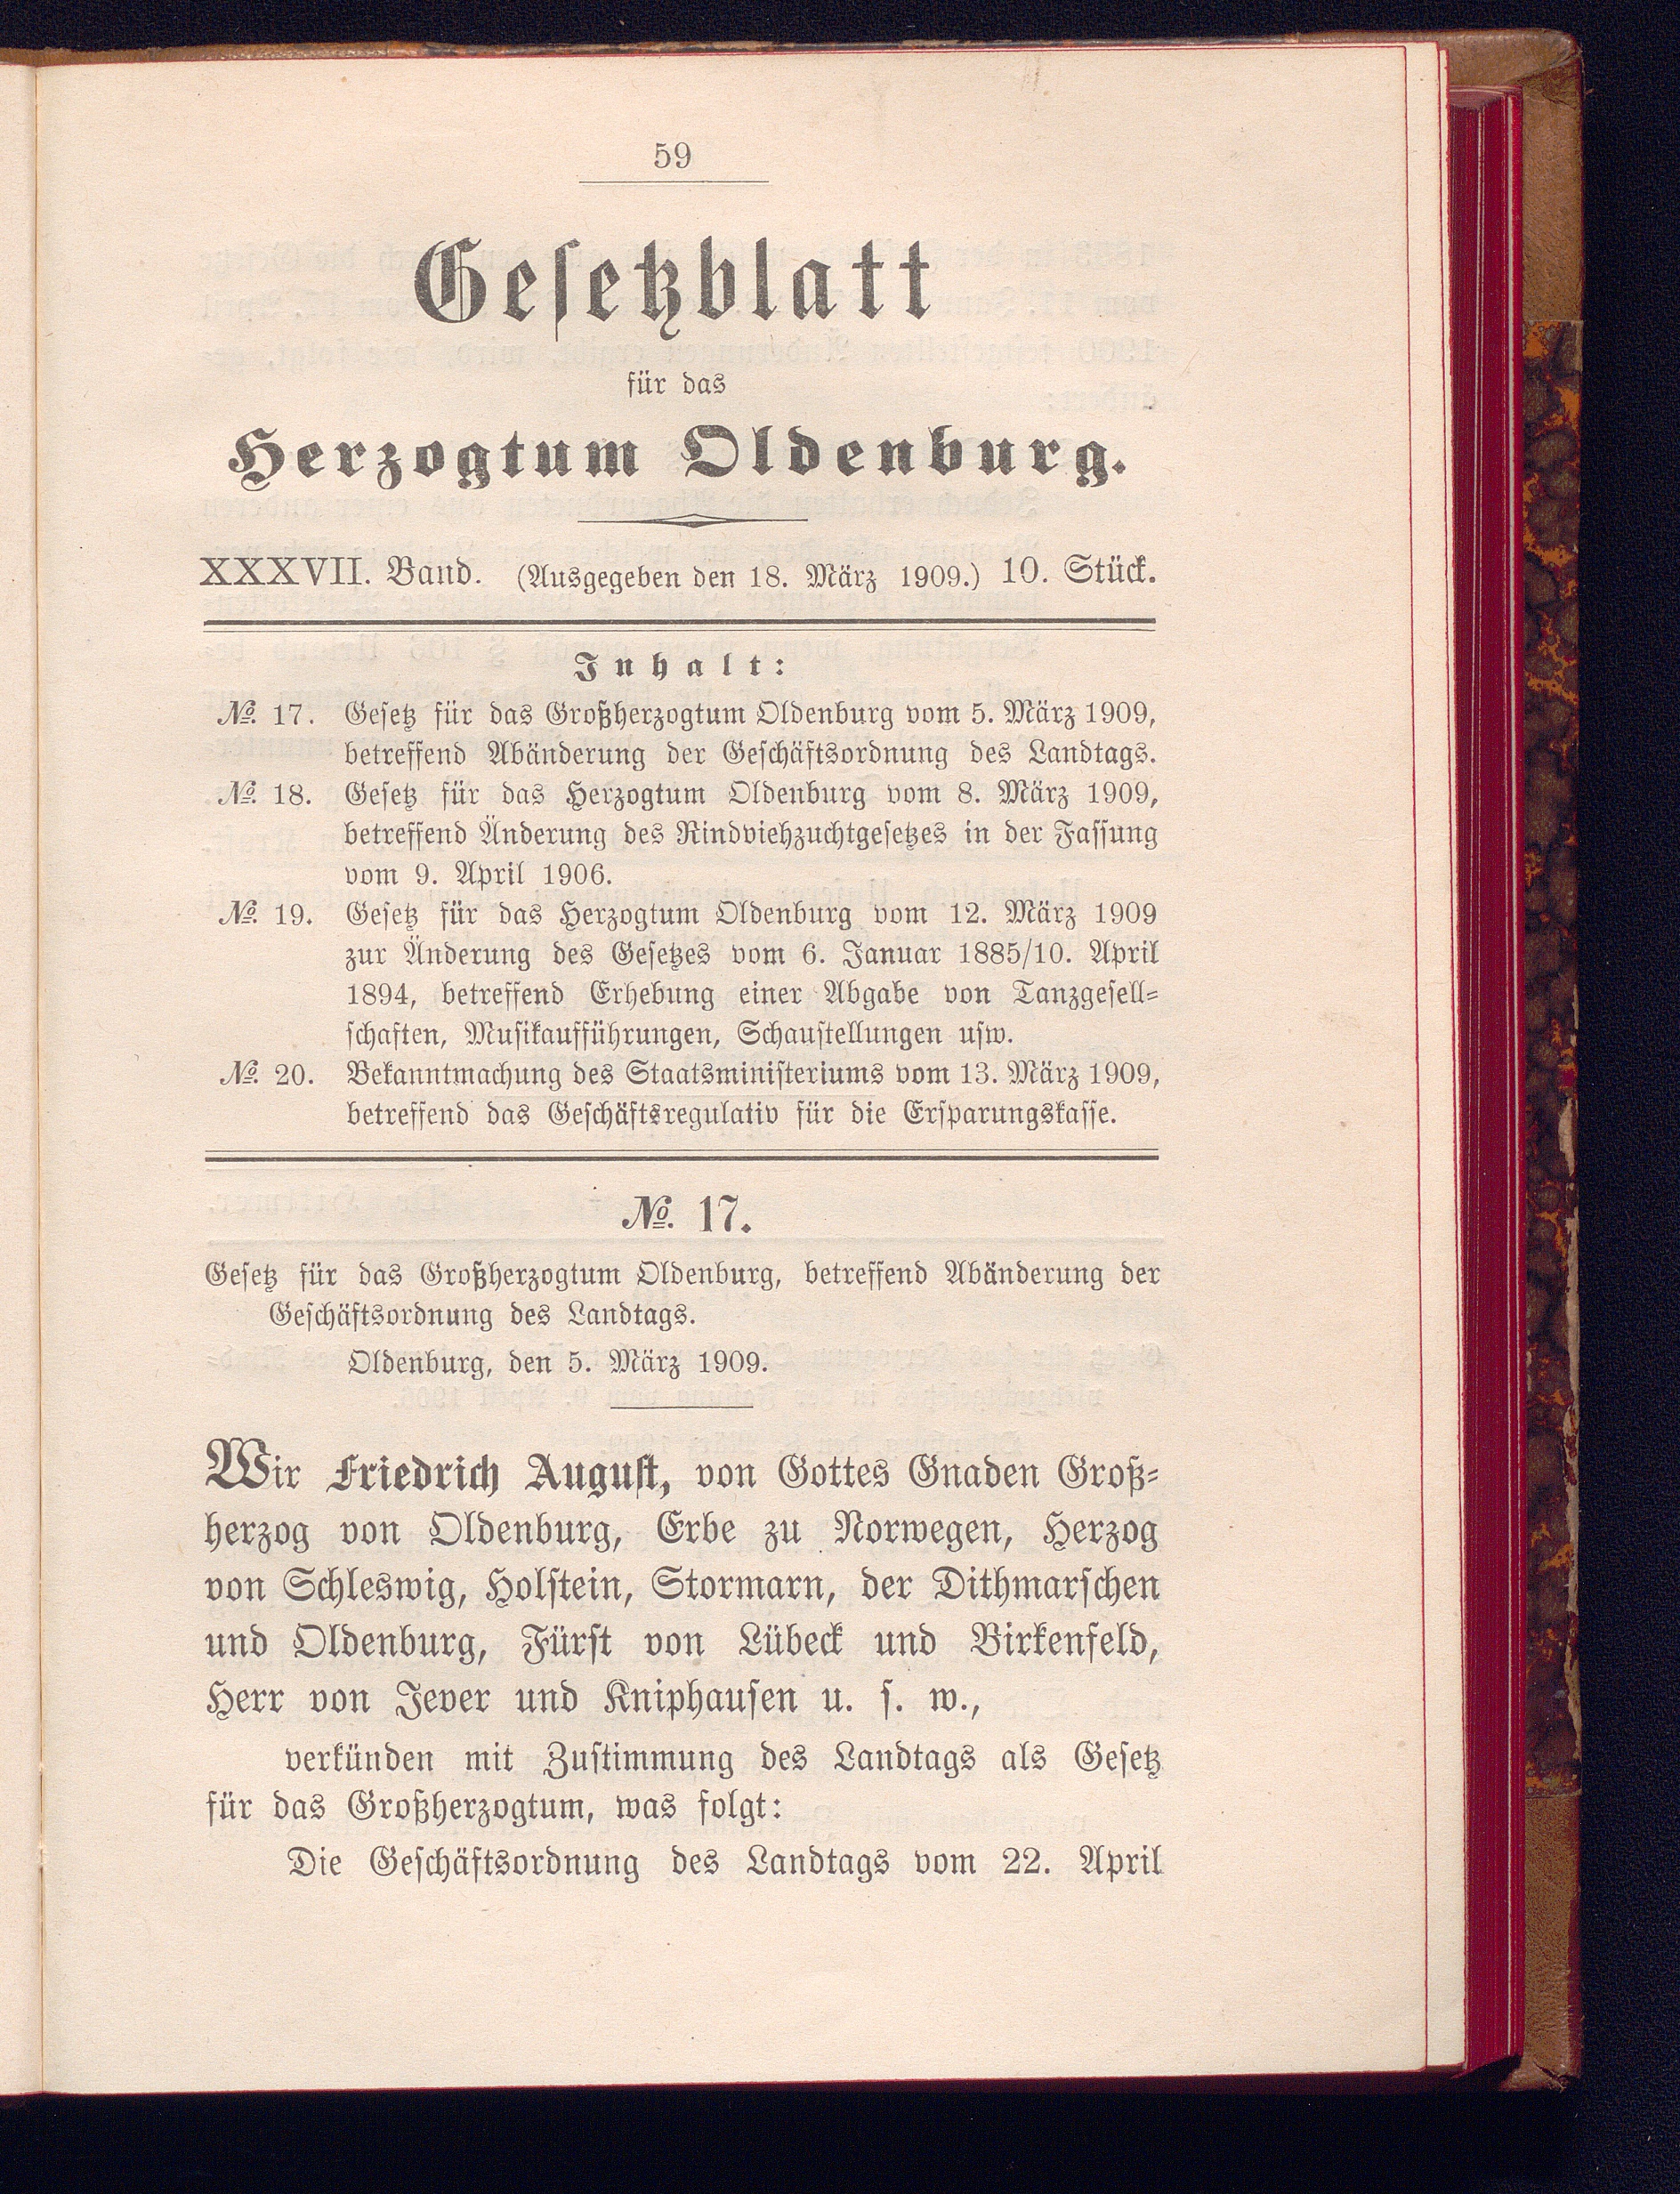 59
Gesetzblatt
für das
Herzogtum Oldenburg.
XXXVII. Band. (Ausgegeben den 18. März 1909.) 10. Stück.
Inhalt:
№ 17. Gesetz für das Großherzogtum Oldenburg vom 5. März 1909,
betreffend Abänderung der Geschäftsordnung des Landtags.
№ 18. Gesetz für das Herzogtum Oldenburg vom 8. März 1909,
betreffend Änderung des Rindviehzuchtgesetzes in der Fassung
vom 9. April 1906.
№ 19. Gesetz für das Herzogtum Oldenburg vom 12. März 1909
zur Änderung des Gesetzes vom 6. Januar 1885/10. April
1894, betreffend Erhebung einer Abgabe von Tanzgesell-
schaften, Musikaufführungen, Schaustellungen usw.
№ 20. Bekanntmachung des Staatsministeriums vom 13. März 1909,
betreffend das Geschäftsregulativ für die Ersparungskasse.
№ 17.
Gesetz für das Großherzogtum Oldenburg, betreffend Abänderung der
Geschäftsordnung des Landtags.
Oldenburg, den 5. März 1909.
Wir Friedrich August, von Gottes Gnaden Groß-
herzog von Oldenburg, Erbe zu Norwegen, Herzog
von Schleswig, Holstein, Stormarn, der Dithmarschen
und Oldenburg, Fürst von Lübeck und Birkenfeld,
Herr von Jever und Kniphausen u. s. w.,
verkünden mit Zustimmung des Landtags als Gesetz
für das Großherzogtum, was folgt:
Die Geschäftsordnung des Landtags vom 22. April